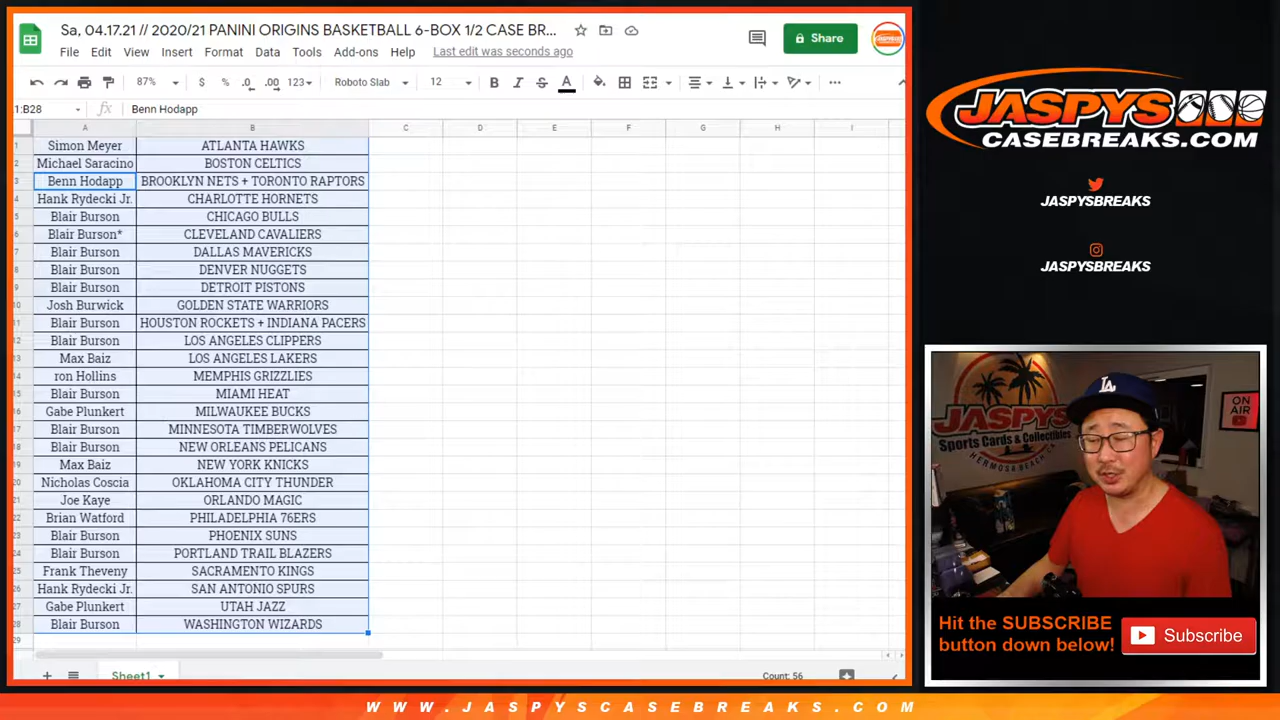 Sa, 04.17.21 // 2020/21 PANINI ORIGINS BASKETBALL 6-BOX 1/2 CASE BR...
File Edit View Insert Format Data Tools Add-ons Help Last edit was seconds ago
Share
87% $ % .0 .00 123 Roboto Slab 12 B I S A
1:B28 fx Benn Hodapp
A B C D E F G H I
1 Simon Meyer ATLANTA HAWKS
2 Michael Saracino BOSTON CELTICS
3 Benn Hodapp BROOKLYN NETS + TORONTO RAPTORS
4 Hank Rydecki Jr. CHARLOTTE HORNETS
5 Blair Burson CHICAGO BULLS
6 Blair Burson* CLEVELAND CAVALIERS
7 Blair Burson DALLAS MAVERICKS
8 Blair Burson DENVER NUGGETS
9 Blair Burson DETROIT PISTONS
10 Josh Burwick GOLDEN STATE WARRIORS
11 Blair Burson HOUSTON ROCKETS + INDIANA PACERS
12 Blair Burson LOS ANGELES CLIPPERS
13 Max Baiz LOS ANGELES LAKERS
14 ron Hollins MEMPHIS GRIZZLIES
15 Blair Burson MIAMI HEAT
16 Gabe Plunkert MILWAUKEE BUCKS
17 Blair Burson MINNESOTA TIMBERWOLVES
18 Blair Burson NEW ORLEANS PELICANS
19 Max Baiz NEW YORK KNICKS
20 Nicholas Coscia OKLAHOMA CITY THUNDER
21 Joe Kaye ORLANDO MAGIC
22 Brian Watford PHILADELPHIA 76ERS
23 Blair Burson PHOENIX SUNS
24 Blair Burson PORTLAND TRAIL BLAZERS
25 Frank Theveny SACRAMENTO KINGS
26 Hank Rydecki Jr. SAN ANTONIO SPURS
27 Gabe Plunkert UTAH JAZZ
28 Blair Burson WASHINGTON WIZARDS
29
Sheet1 Count: 56
JASPYS
CASEBREAKS.COM
JASPYSBREAKS
JASPYSBREAKS
JASPYS
Sports Cards & Collectibles
HERMOSA BEACH, CA
LA
ON
AIR
Hit the SUBSCRIBE
button down below!
Subscribe
WWW.JASPYSCASEBREAKS.COM